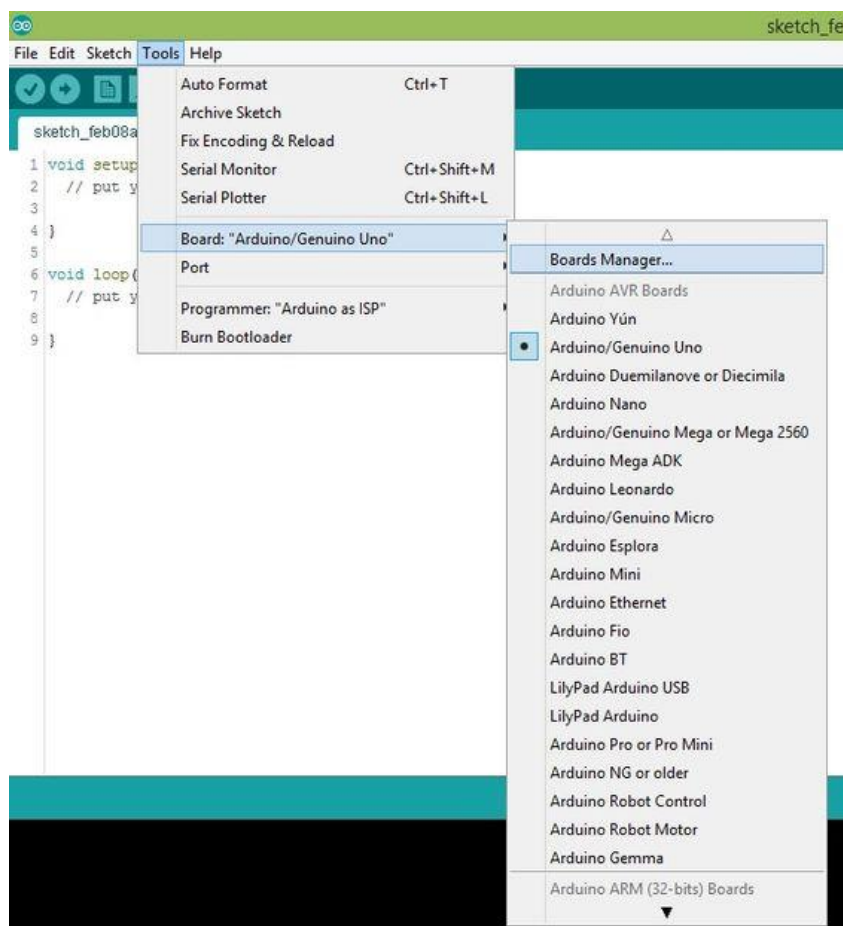 sketch_fe
File Edit Sketch Tools Help
sketch_feb08a
1 void setup
2 // put y
3
4 }
5
6 void loop(
7 // put y
8
9 }
Auto Format Ctrl+T
Archive Sketch
Fix Encoding & Reload
Serial Monitor Ctrl+Shift+M
Serial Plotter Ctrl+Shift+L
Board: "Arduino/Genuino Uno"
Port
Programmer: "Arduino as ISP"
Burn Bootloader
Boards Manager...
Arduino AVR Boards
Arduino Yún
Arduino/Genuino Uno
Arduino Duemilanove or Diecimila
Arduino Nano
Arduino/Genuino Mega or Mega 2560
Arduino Mega ADK
Arduino Leonardo
Arduino/Genuino Micro
Arduino Esplora
Arduino Mini
Arduino Ethernet
Arduino Fio
Arduino BT
LilyPad Arduino USB
LilyPad Arduino
Arduino Pro or Pro Mini
Arduino NG or older
Arduino Robot Control
Arduino Robot Motor
Arduino Gemma
Arduino ARM (32-bits) Boards